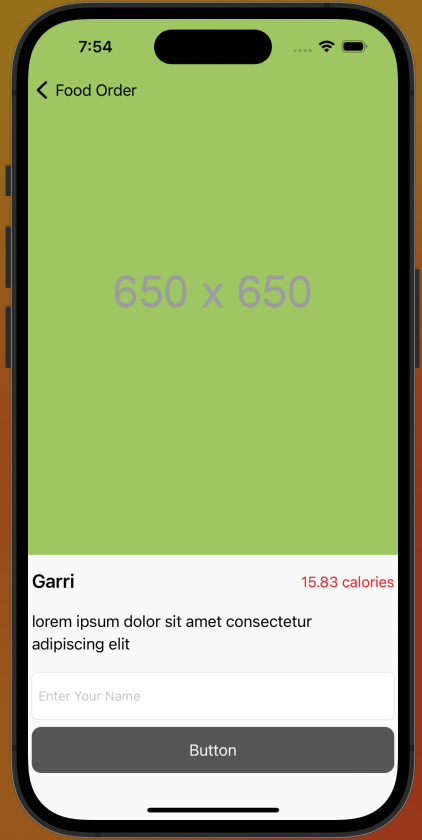 7:54
Food Order
650 x 650
Garri
15.83 calories
lorem ipsum dolor sit amet consectetur
adipiscing elit
Enter Your Name
Button